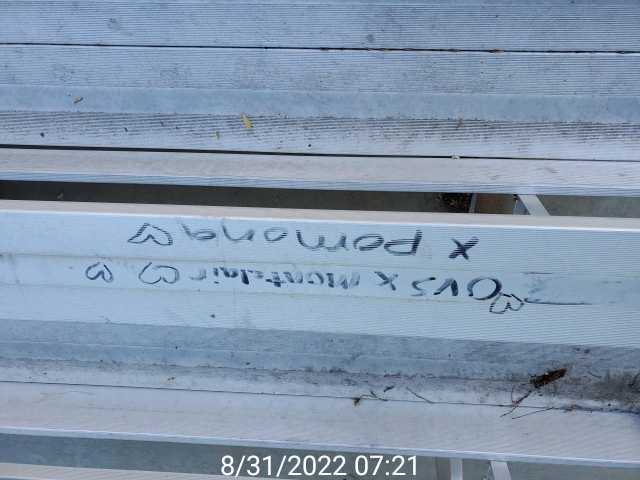 OVS x Montclair ♡ ♡
x pomona ♡
8/31/2022 07:21